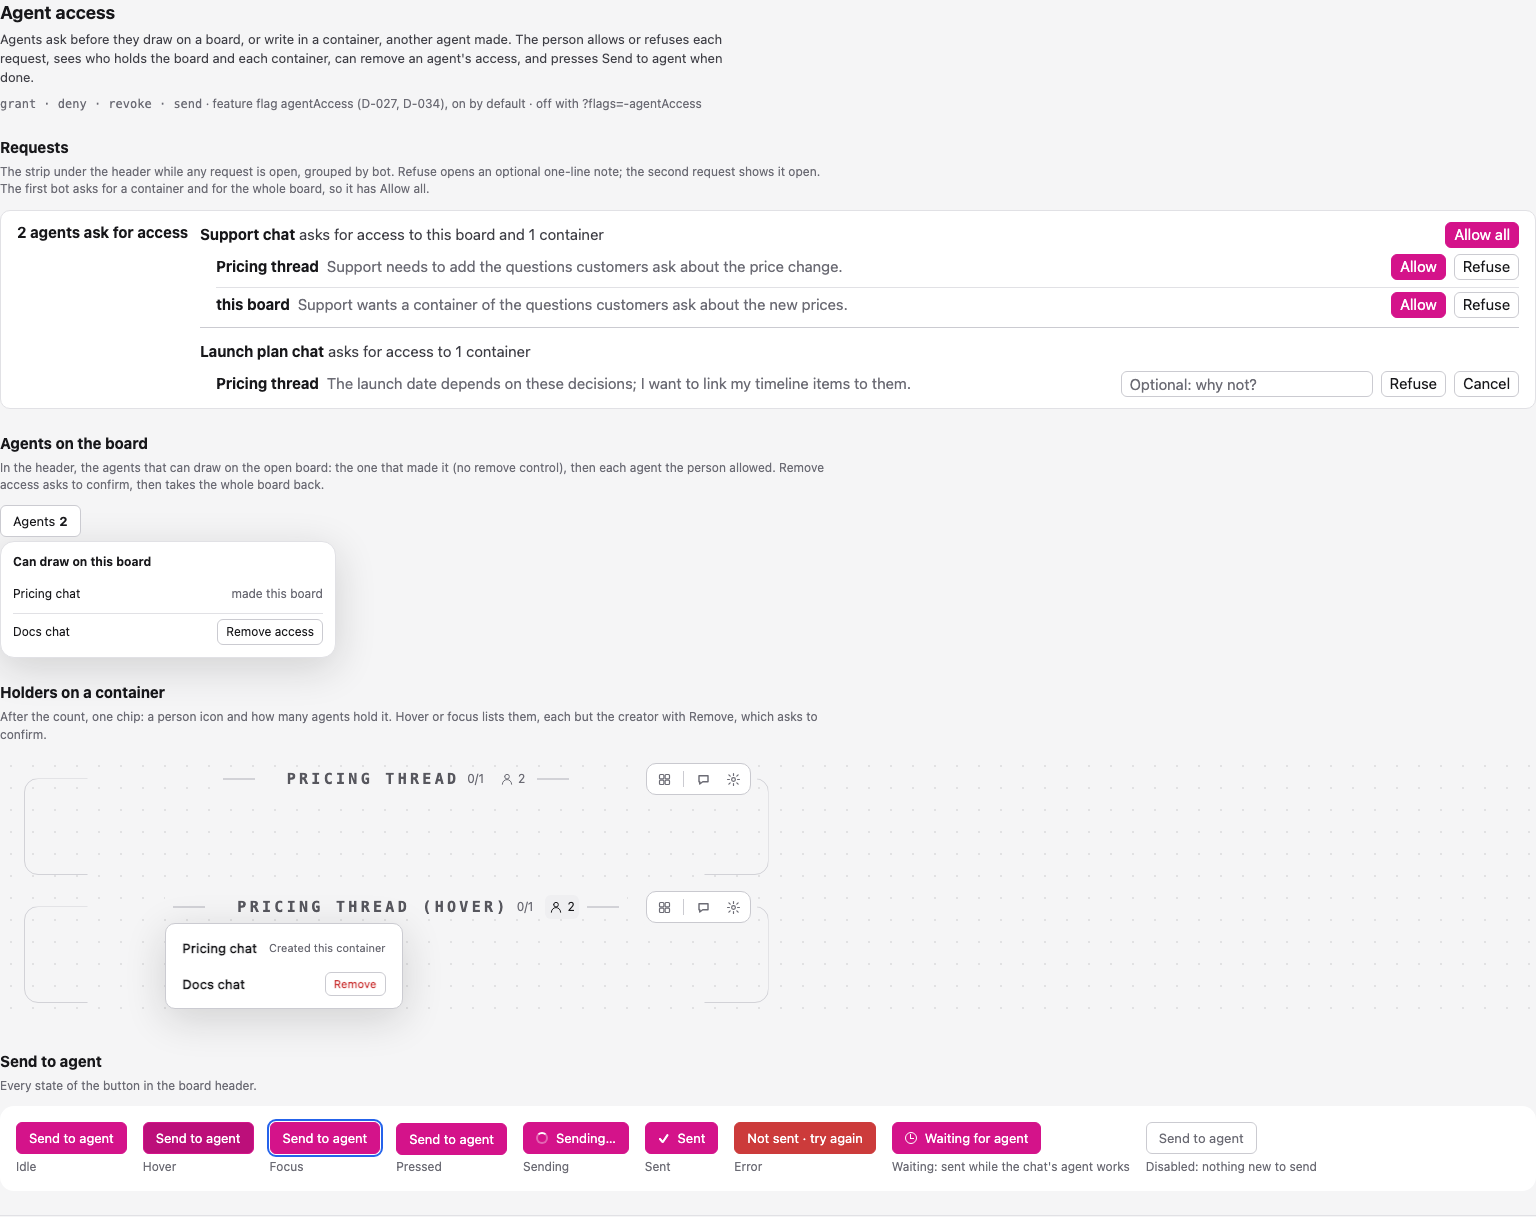 Agent access
Agents ask before they draw on a board, or write in a container, another agent made. The person allows or refuses each
request, sees who holds the board and each container, can remove an agent's access, and presses Send to agent when
done.
grant · deny · revoke · send · feature flag agentAccess (D-027, D-034), on by default · off with ?flags=-agentAccess
Requests
The strip under the header while any request is open, grouped by bot. Refuse opens an optional one-line note; the second request shows it open.
The first bot asks for a container and for the whole board, so it has Allow all.
2 agents ask for access
Support chat asks for access to this board and 1 container
Allow all
Pricing thread Support needs to add the questions customers ask about the price change.
Allow
Refuse
this board Support wants a container of the questions customers ask about the new prices.
Allow
Refuse
Launch plan chat asks for access to 1 container
Pricing thread The launch date depends on these decisions; I want to link my timeline items to them.
Optional: why not?
Refuse
Cancel
Agents on the board
In the header, the agents that can draw on the open board: the one that made it (no remove control), then each agent the person allowed. Remove
access asks to confirm, then takes the whole board back.
Agents 2
Can draw on this board
Pricing chat
made this board
Docs chat
Remove access
Holders on a container
After the count, one chip: a person icon and how many agents hold it. Hover or focus lists them, each but the creator with Remove, which asks to
confirm.
PRICING THREAD 0/1 2
PRICING THREAD (HOVER) 0/1 2
Pricing chat Created this container
Docs chat
Remove
Send to agent
Every state of the button in the board header.
Send to agent
Idle
Send to agent
Hover
Send to agent
Focus
Send to agent
Pressed
Sending...
Sending
Sent
Sent
Not sent · try again
Error
Waiting for agent
Waiting: sent while the chat's agent works
Send to agent
Disabled: nothing new to send